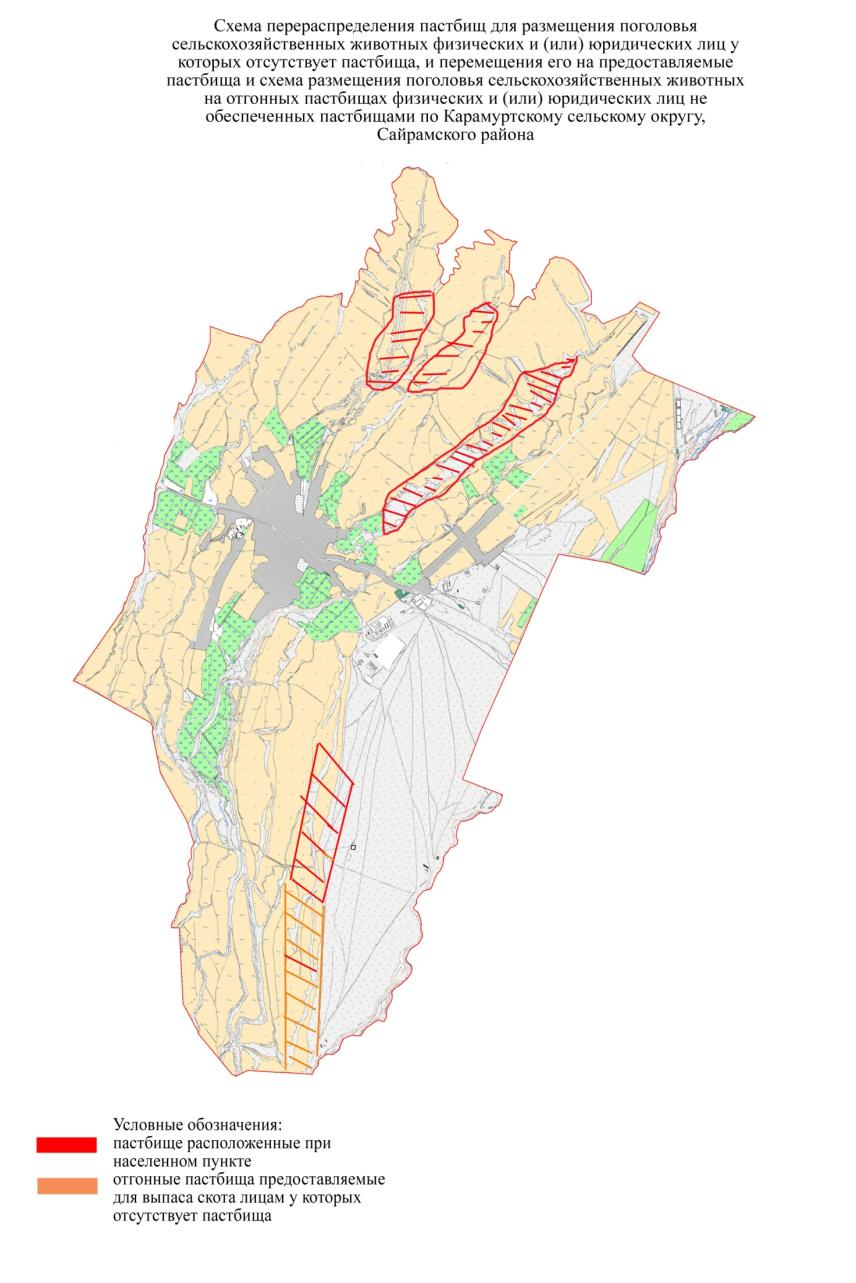 Схема перераспределения пастбищ для размещения поголовья
сельскохозяйственных животных физических и (или) юридических лиц у
которых отсутствует пастбища, и перемещения его на предоставляемые
пастбища и схема размещения поголовья сельскохозяйственных животных
на отгонных пастбищах физических и (или) юридических лиц не
обеспеченных пастбищами по Карамуртскому сельскому округу,
Сайрамского района
Условные обозначения:
пастбище расположенные при
населенном пункте
отгонные пастбища предоставляемые
для выпаса скота лицам у которых
отсутствует пастбища